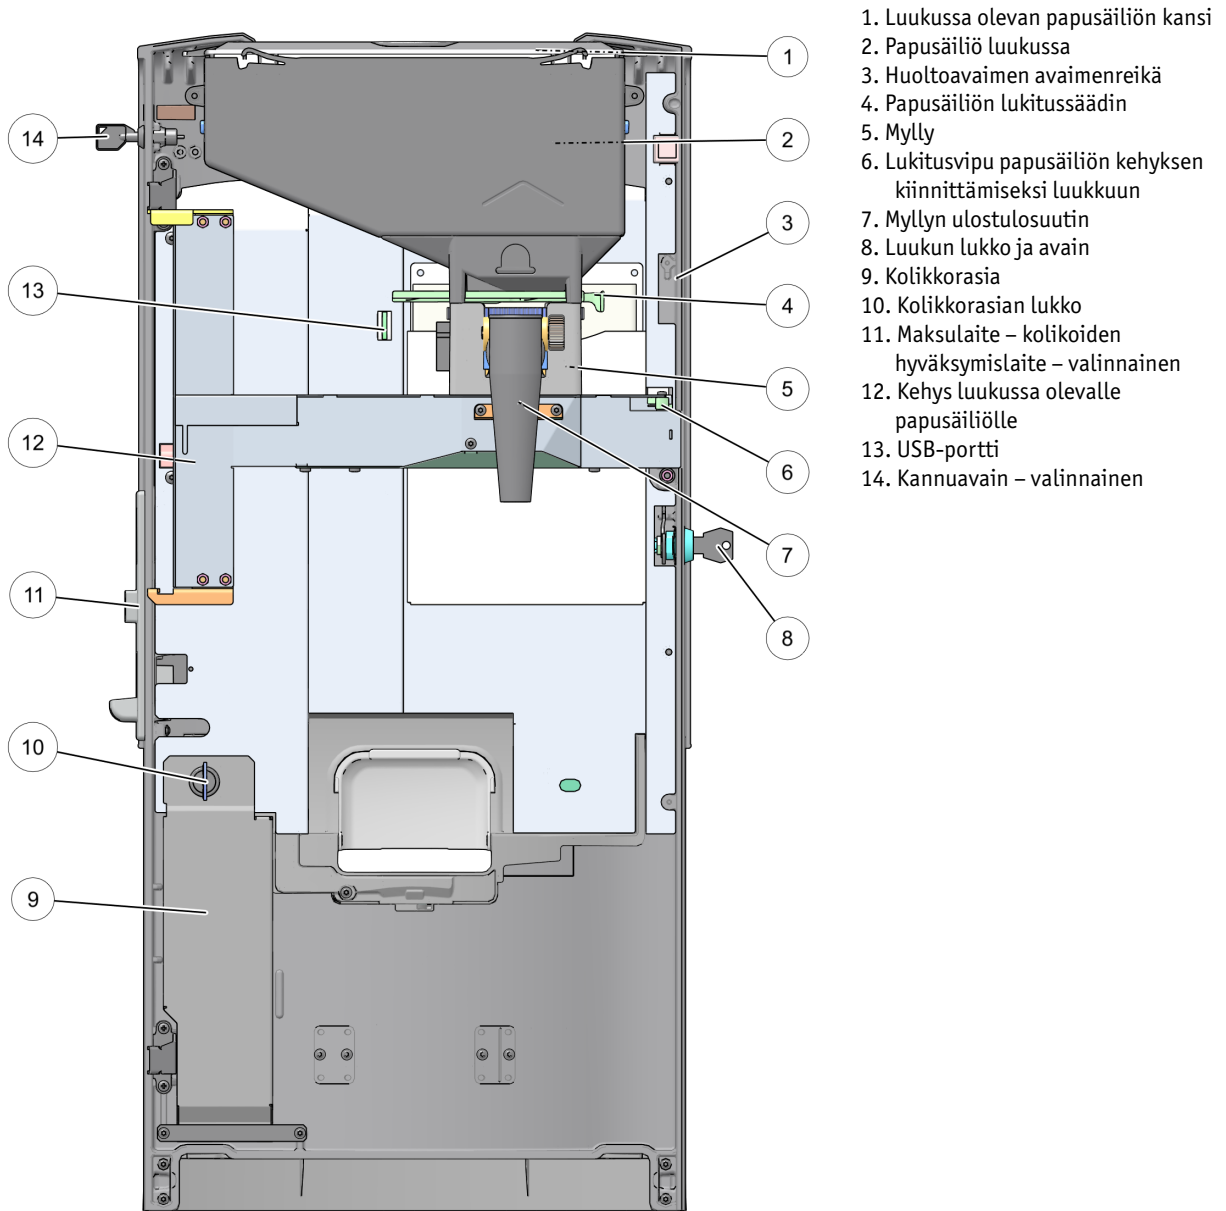 1. Luukussa olevan papusäiliön kansi
2. Papusäiliö luukussa
3. Huoltoavaimen avaimenreikä
4. Papusäiliön lukitussäädin
5. Mylly
6. Lukitusvipu papusäiliön kehyksen
kiinnittämiseksi luukkuun
7. Myllyn ulostulosuutin
8. Luukun lukko ja avain
9. Kolikkorasia
10. Kolikkorasian lukko
11. Maksulaite – kolikoiden
hyväksymislaite – valinnainen
12. Kehys luukussa olevalle
papusäiliölle
13. USB-portti
14. Kannuavain – valinnainen
1
14
2
3
13
4
5
12
6
7
11
8
10
9